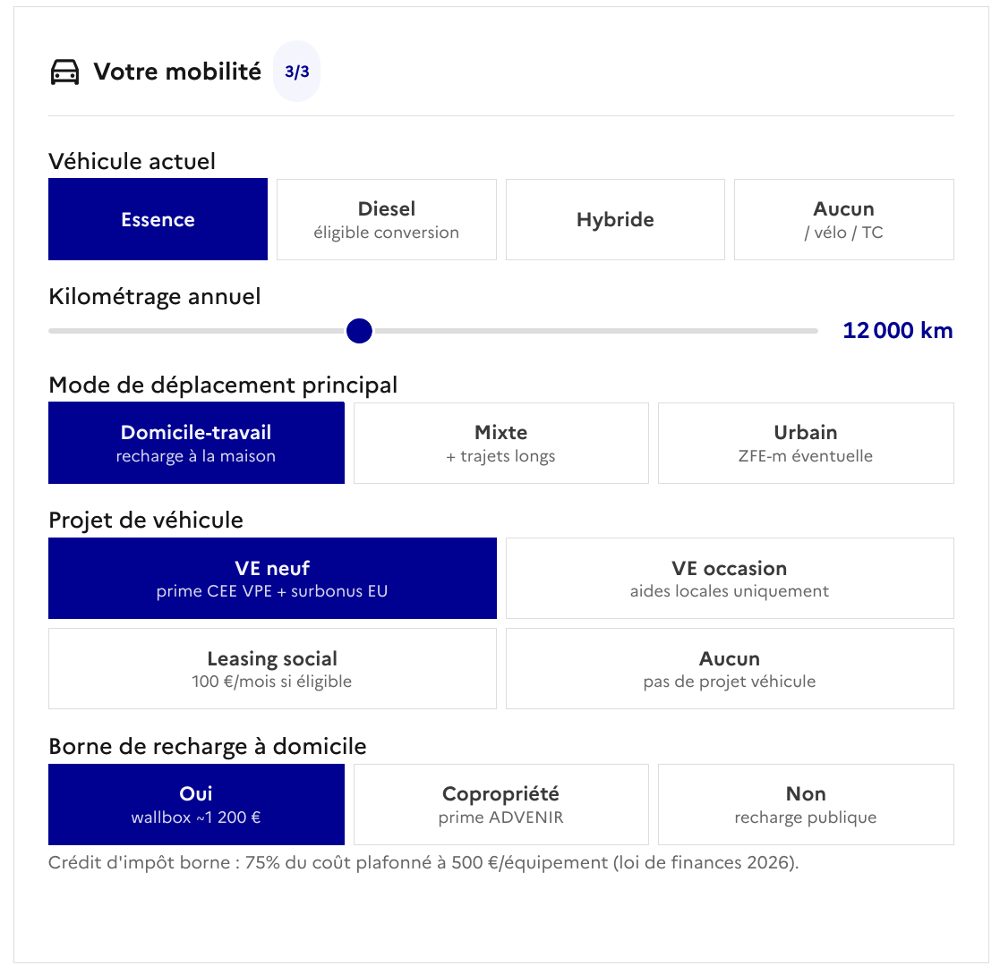 Votre mobilité 3/3
Véhicule actuel
Essence
Diesel
éligible conversion
Hybride
Aucun
/ vélo / TC
Kilométrage annuel
12 000 km
Mode de déplacement principal
Domicile-travail
recharge à la maison
Mixte
+ trajets longs
Urbain
ZFE-m éventuelle
Projet de véhicule
VE neuf
prime CEE VPE + surbonus EU
VE occasion
aides locales uniquement
Leasing social
100 €/mois si éligible
Aucun
pas de projet véhicule
Borne de recharge à domicile
Oui
wallbox ~1 200 €
Copropriété
prime ADVENIR
Non
recharge publique
Crédit d'impôt borne : 75% du coût plafonné à 500 €/équipement (loi de finances 2026).